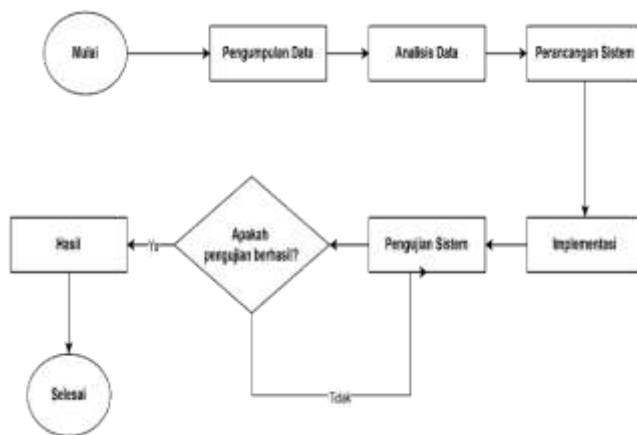 Mulai
Pengumpulan Data
Analisis Data
Perancangan Sistem
Hasil
Ya
Apakah
pengujian berhasil?
Pengujian Sistem
Implementasi
Selesai
Tidak